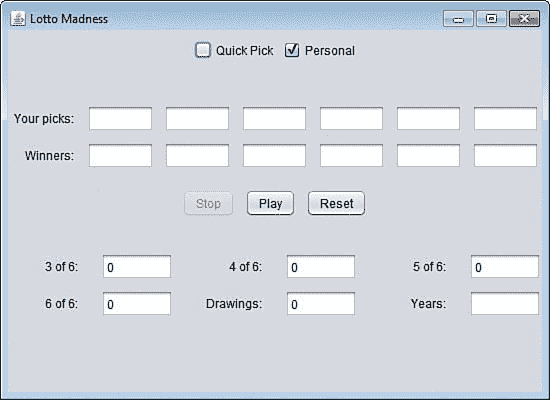 Lotto Madness
Quick Pick Personal
Your picks:
Winners:
Stop Play Reset
3 of 6: 0 4 of 6: 0 5 of 6: 0
6 of 6: 0 Drawings: 0 Years: